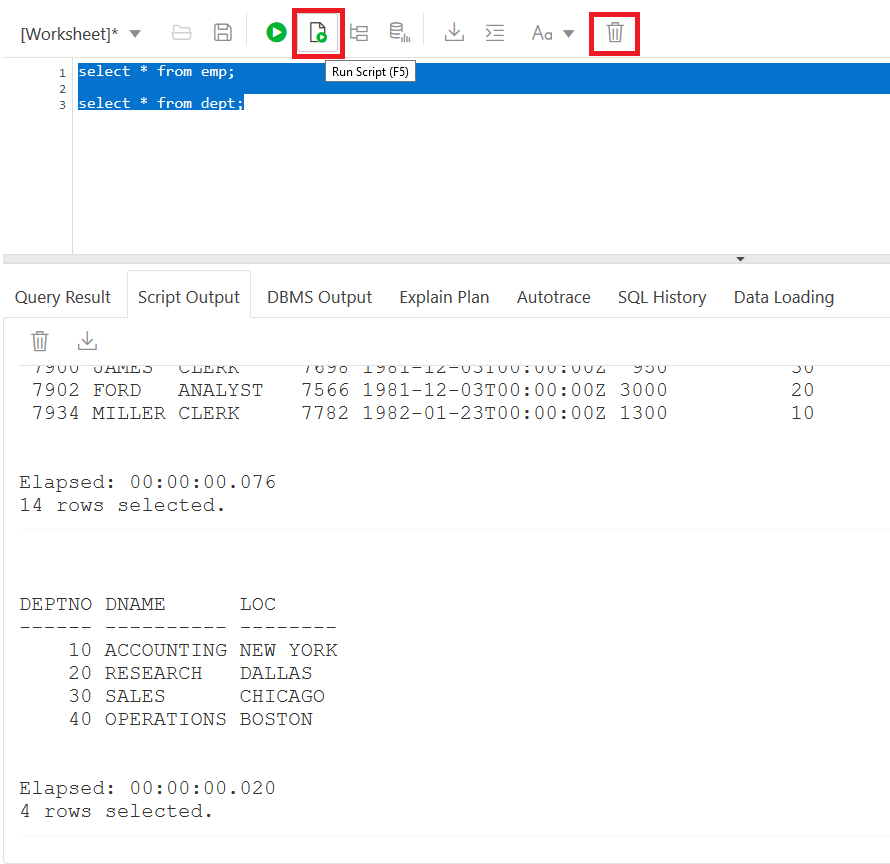 [Worksheet]*
Aa
1 select * from emp;
Run Script (F5)
2
3 select * from dept;
Query Result Script Output DBMS Output Explain Plan Autotrace SQL History Data Loading
7900 JAMES CLERK 7698 1981-12-03T00:00:00Z 950 30
7902 FORD ANALYST 7566 1981-12-03T00:00:00Z 3000 20
7934 MILLER CLERK 7782 1982-01-23T00:00:00Z 1300 10
Elapsed: 00:00:00.076
14 rows selected.
DEPTNO DNAME LOC
------ ---------- --------
10 ACCOUNTING NEW YORK
20 RESEARCH DALLAS
30 SALES CHICAGO
40 OPERATIONS BOSTON
Elapsed: 00:00:00.020
4 rows selected.